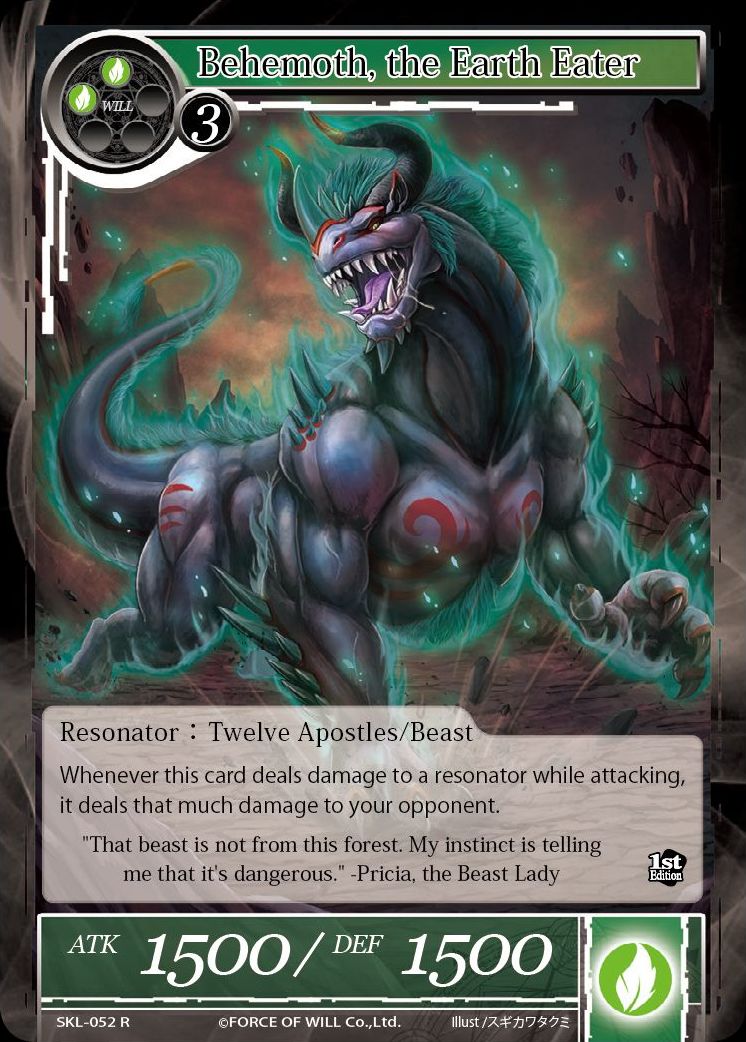 Behemoth, the Earth Eater
WILL
3
Resonator : Twelve Apostles/Beast
Whenever this card deals damage to a resonator while attacking,
it deals that much damage to your opponent.
"That beast is not from this forest. My instinct is telling
me that it's dangerous." -Pricia, the Beast Lady
1st
Edition
ATK 1500 / DEF 1500
SKL-052 R ©FORCE OF WILL Co.,Ltd. Illust /スギカワタクミ